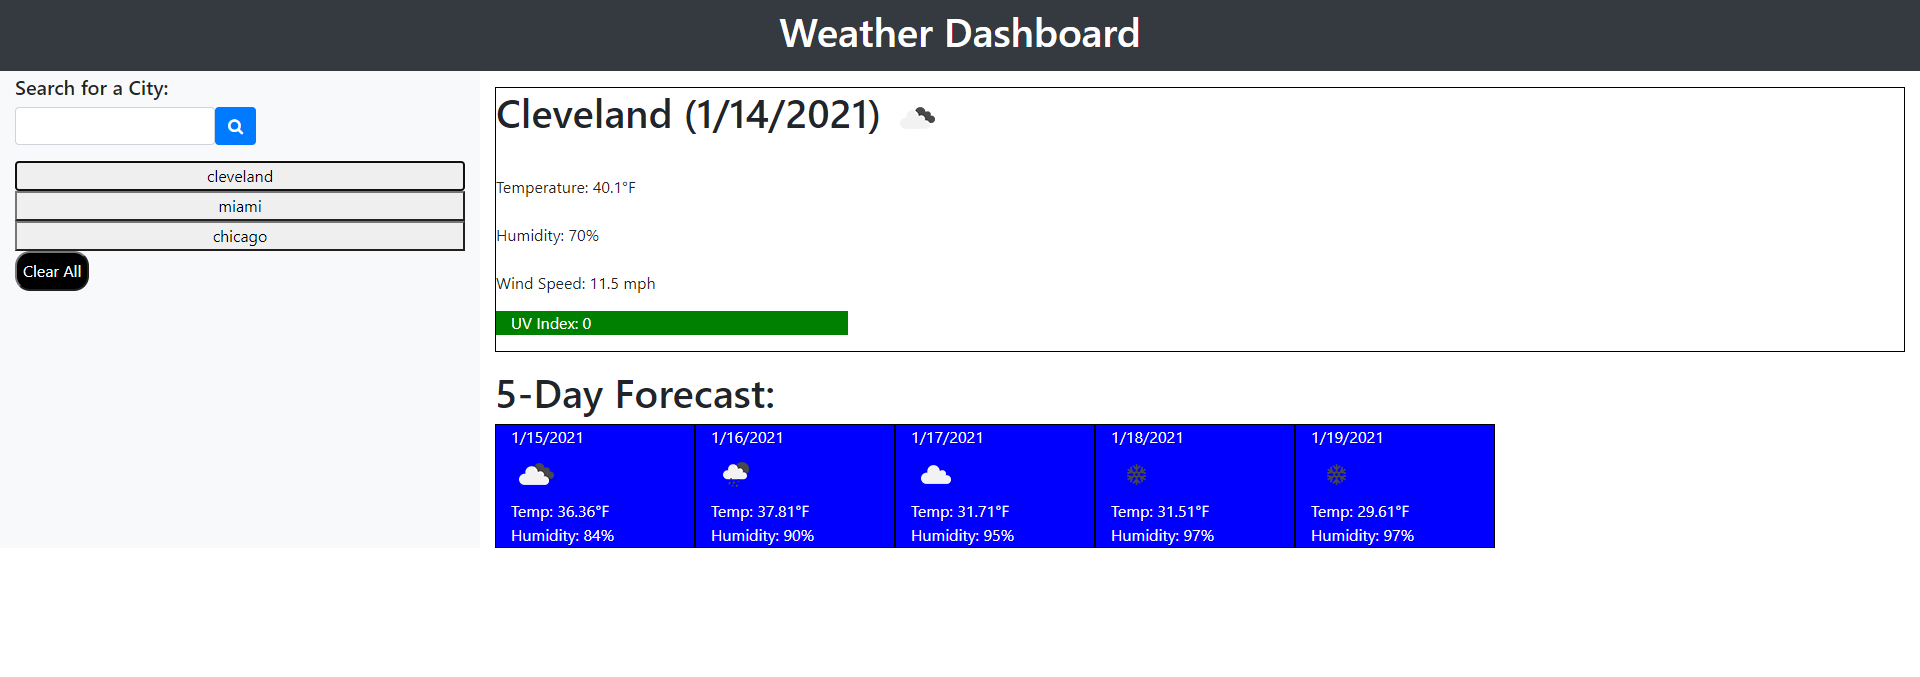 Weather Dashboard
Search for a City:
cleveland
miami
chicago
Clear All
Cleveland (1/14/2021)
Temperature: 40.1°F
Humidity: 70%
Wind Speed: 11.5 mph
UV Index: 0
5-Day Forecast:
1/15/2021
Temp: 36.36°F
Humidity: 84%
1/16/2021
Temp: 37.81°F
Humidity: 90%
1/17/2021
Temp: 31.71°F
Humidity: 95%
1/18/2021
Temp: 31.51°F
Humidity: 97%
1/19/2021
Temp: 29.61°F
Humidity: 97%